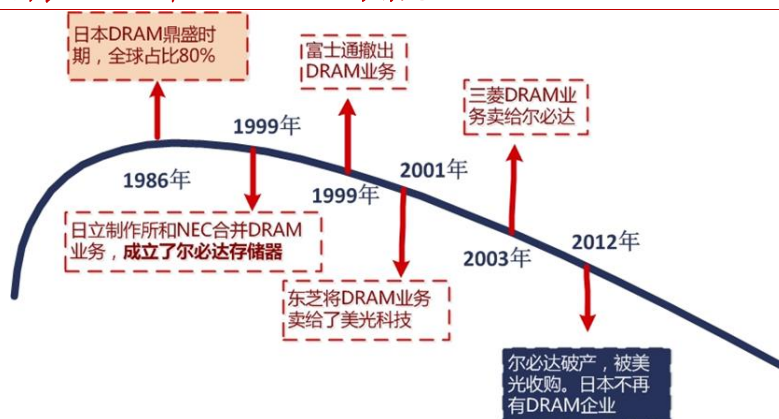 日本DRAM鼎盛时
期，全球占比80%
富士通撤出
DRAM业务
三菱DRAM业
务卖给尔必达
1999年
1986年
1999年
2001年
日立制作所和NEC合并DRAM
业务，成立了尔必达存储器
2003年
2012年
东芝将DRAM业务
卖给了美光科技
尔必达破产，被美
光收购。日本不再
有DRAM企业